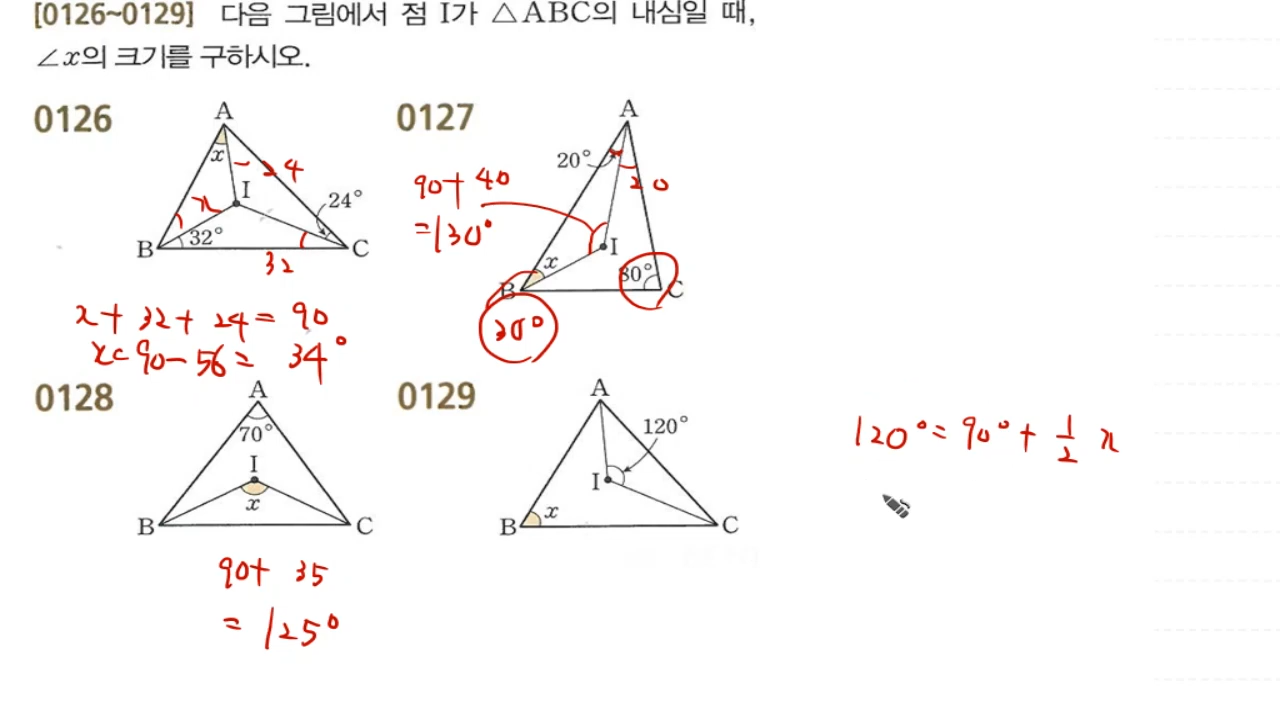 [0126~0129] 다음 그림에서 점 I가 △ABC의 내심일 때,
∠x의 크기를 구하시오.
0126
A
x
24
I
x
24°
B
32°
C
32
x + 32 + 24 = 90
x = 90 - 56 = 34°
0127
A
20°
20
90 + 40
= 130°
I
x
80°
B
C
30°
0128
A
70°
I
x
B
C
90 + 35
= 125°
0129
A
120°
I
x
B
C
120° = 90° + 1/2 x